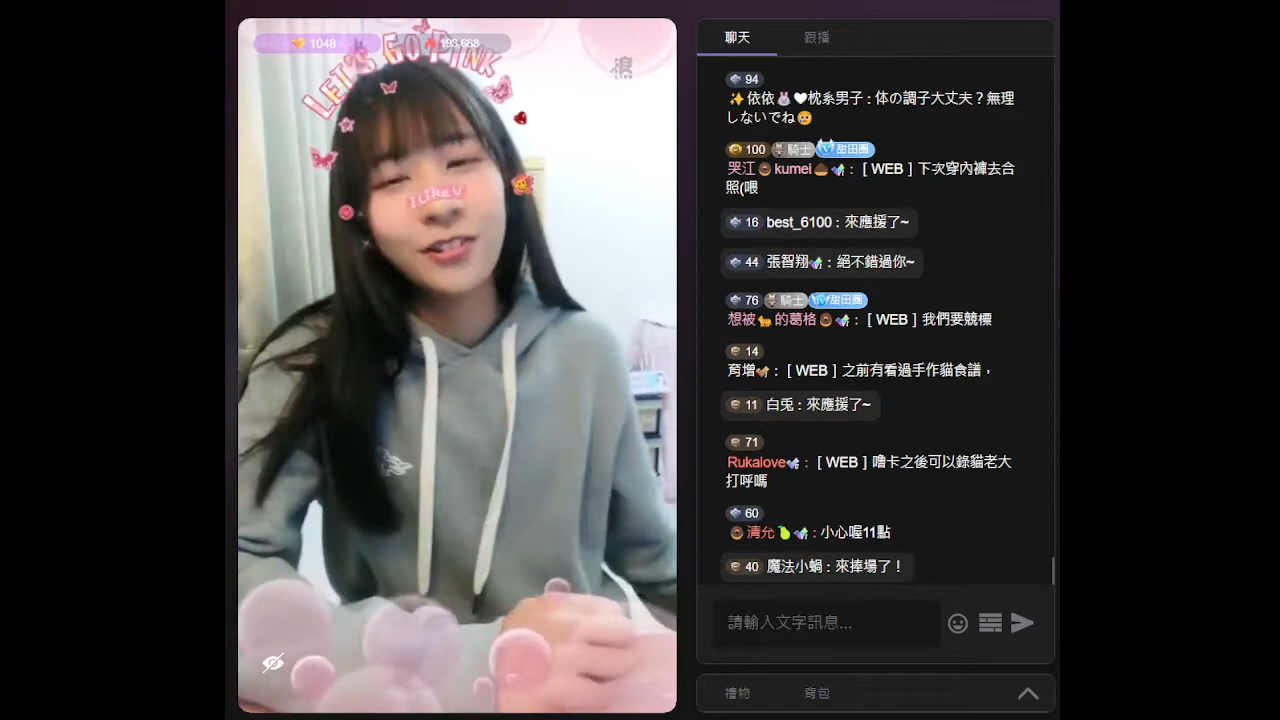 1048
193,668
LET'S GO PINK
浪
I Like U
聊天
跟播
94
✨依依🐰🤍枕系男子 : 体の調子大丈夫？無理
しないでね😥
100 騎士 甜田圈
哭江🍩kumei🌰 : [ WEB ] 下次穿內褲去合
照(喂
16 best_6100 : 來應援了~
44 張智翔 : 絕不錯過你~
76 騎士 甜田圈
想被🐆的葛格🍩 : [ WEB ] 我們要競標
14
育增 : [ WEB ] 之前有看過手作貓食譜，
11 白兎 : 來應援了~
71
Rukalove : [ WEB ] 嚕卡之後可以錄貓老大
打呼嗎
60
🍩清允🍐 : 小心喔11點
40 魔法小蝸 : 來捧場了！
請輸入文字訊息...
禮物
背包